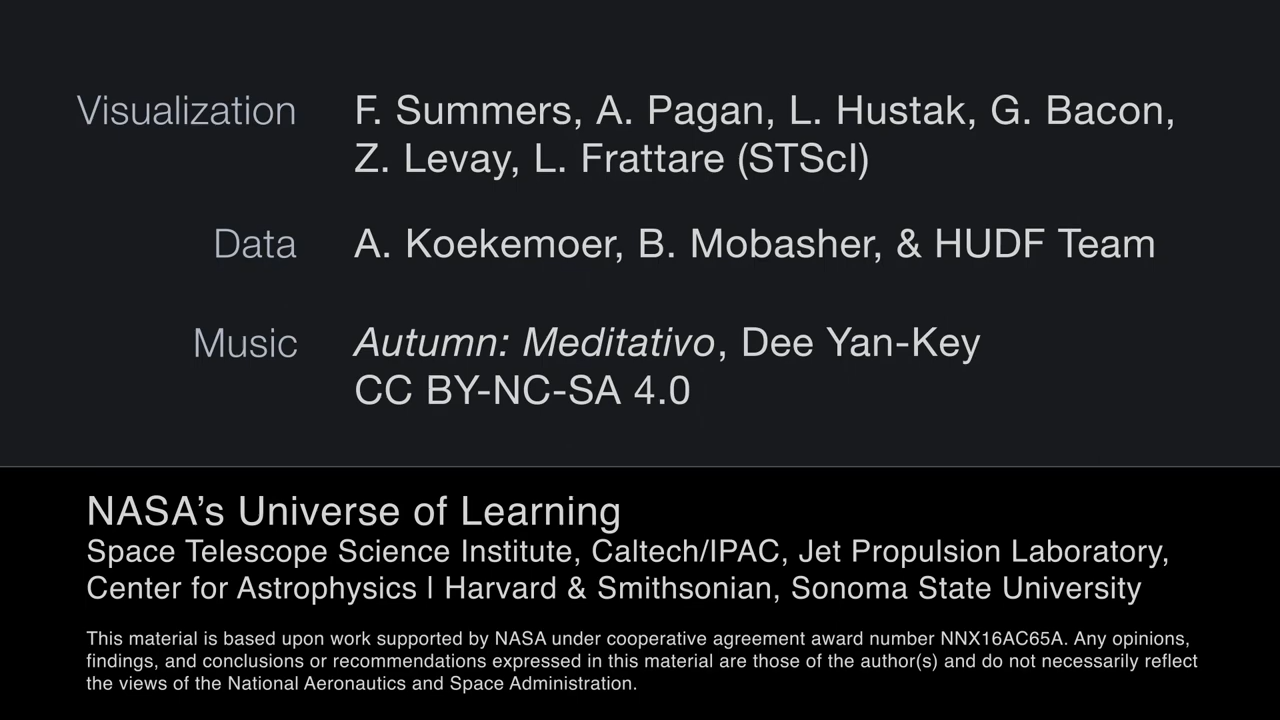 Visualization F. Summers, A. Pagan, L. Hustak, G. Bacon,
Z. Levay, L. Frattare (STScI)
Data A. Koekemoer, B. Mobasher, & HUDF Team
Music Autumn: Meditativo, Dee Yan-Key
CC BY-NC-SA 4.0
NASA’s Universe of Learning
Space Telescope Science Institute, Caltech/IPAC, Jet Propulsion Laboratory,
Center for Astrophysics | Harvard & Smithsonian, Sonoma State University
This material is based upon work supported by NASA under cooperative agreement award number NNX16AC65A. Any opinions,
findings, and conclusions or recommendations expressed in this material are those of the author(s) and do not necessarily reflect
the views of the National Aeronautics and Space Administration.